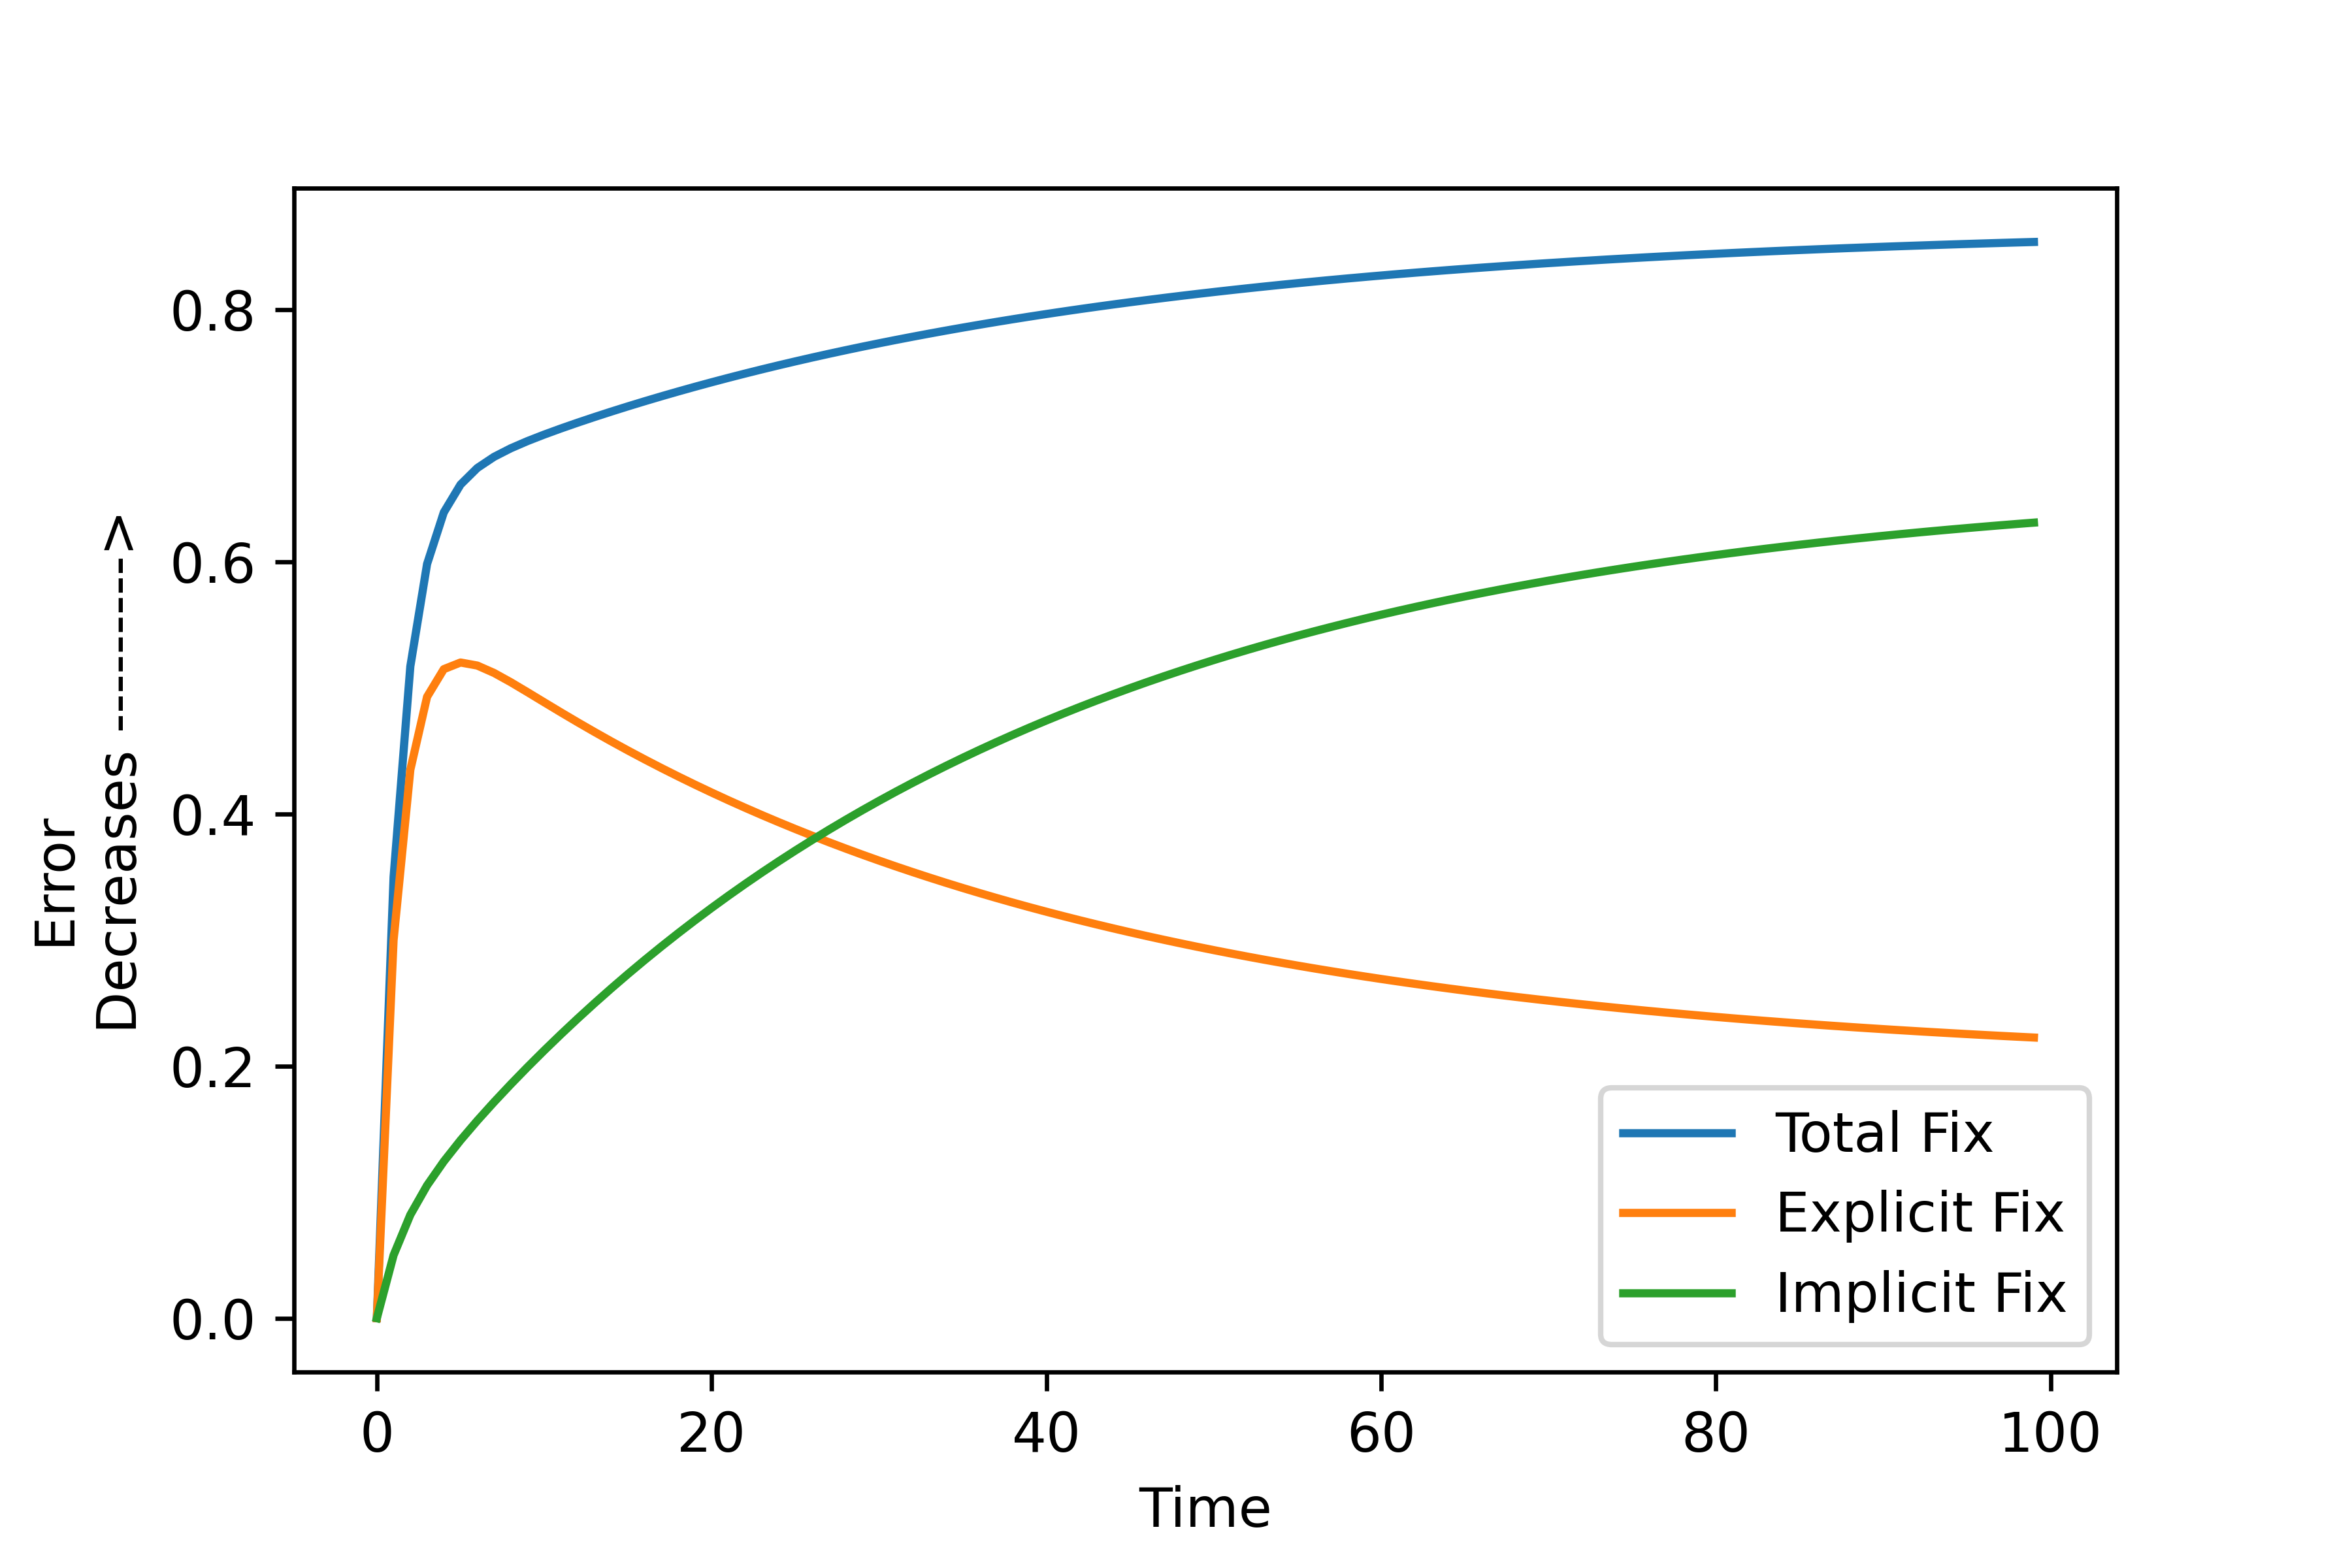 Error
Decreases --------->
0.8
0.6
0.4
0.2
0.0
Total Fix
Explicit Fix
Implicit Fix
0 20 40 60 80 100
Time